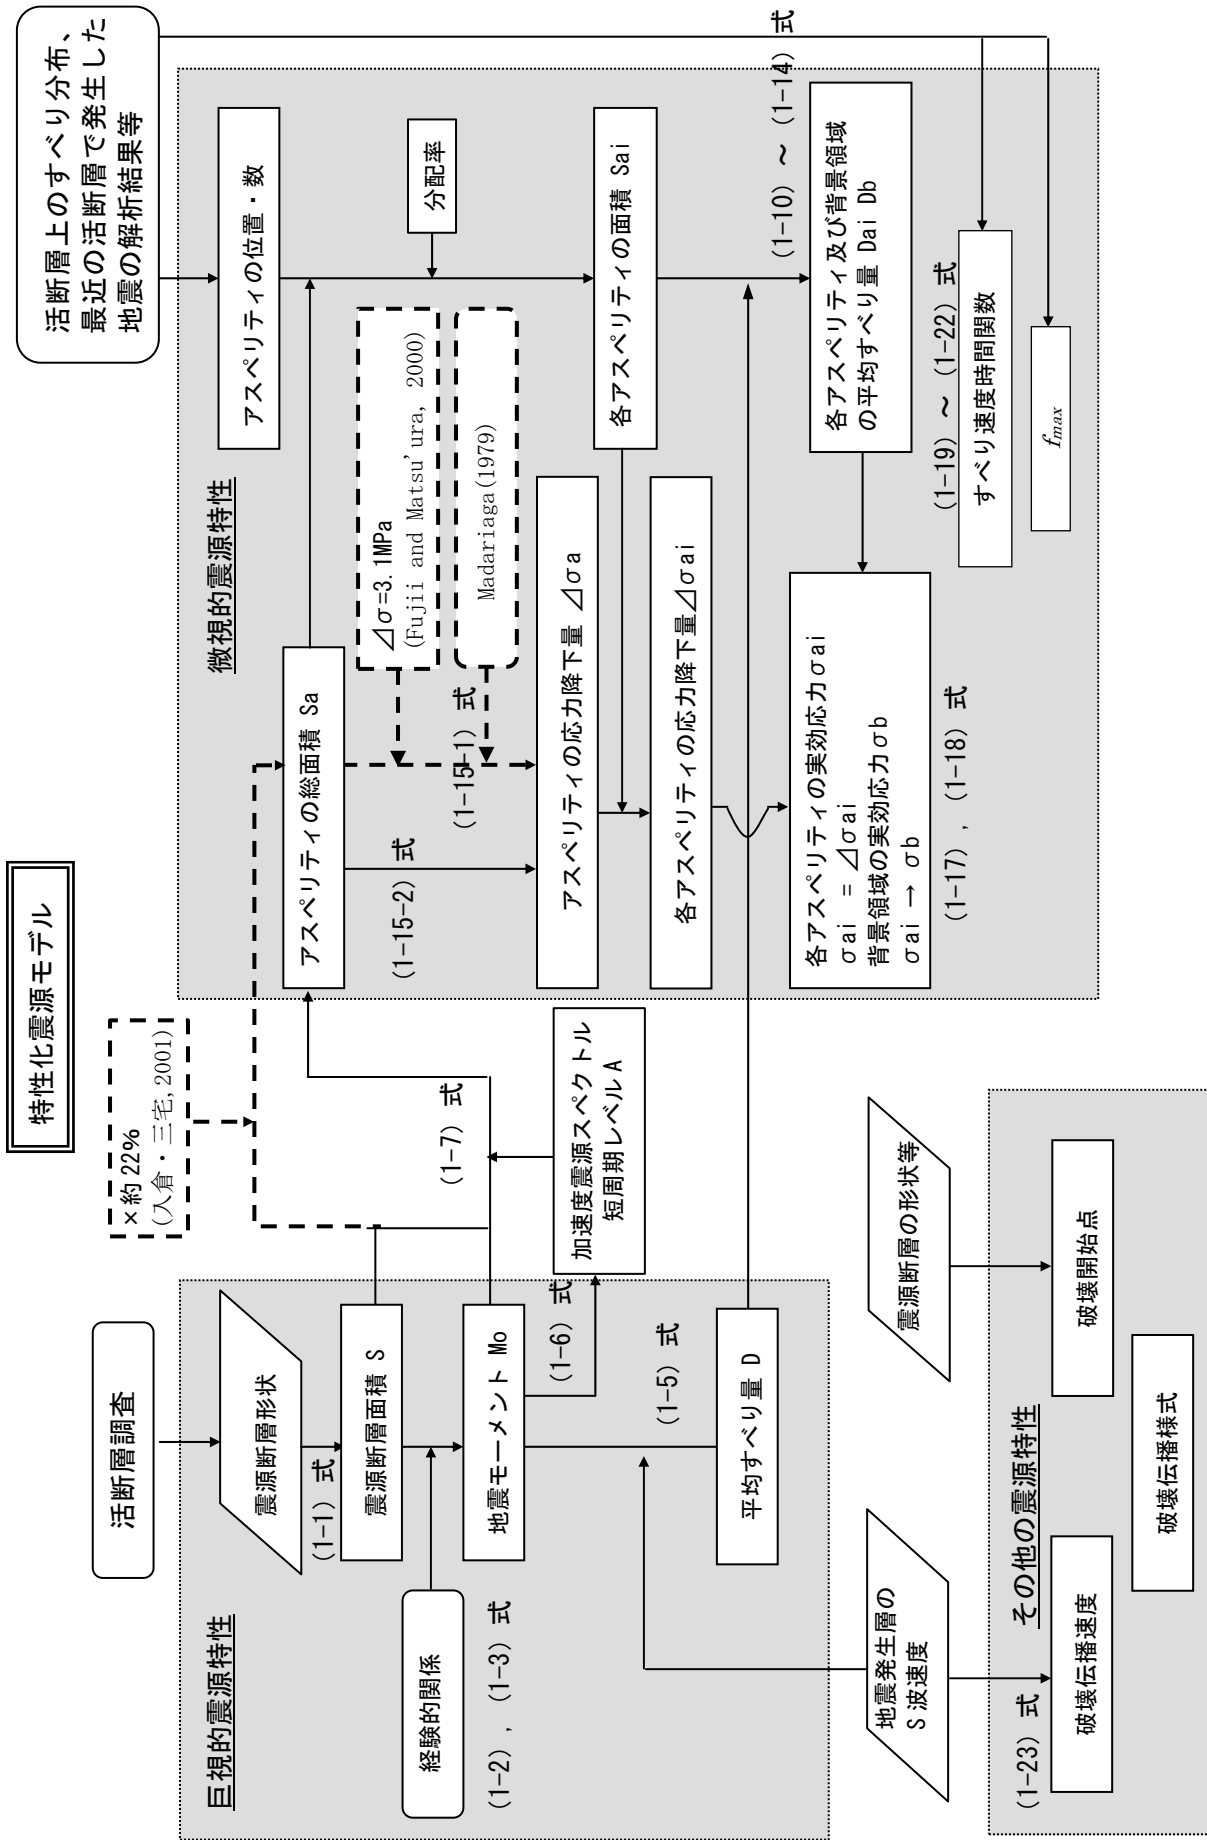 特性化震源モデル
活断層調査
巨視的震源特性
震源断層形状
(1-1) 式
震源断層面積 S
経験的関係
(1-2) , (1-3) 式
地震モーメント Mo
(1-6) 式
(1-5) 式
平均すべり量 D
×約 22%
(入倉・三宅, 2001)
(1-7) 式
加速度震源スペクトル
短周期レベル A
地震発生層の
S 波速度
震源断層の形状等
その他の震源特性
(1-23) 式
破壊伝播速度
破壊開始点
破壊伝播様式
活断層上のすべり分布、
最近の活断層で発生した
地震の解析結果等
微視的震源特性
アスペリティの総面積 Sa
アスペリティの位置・数
⊿σ=3.1MPa
(Fujii and Matsu'ura, 2000)
分配率
(1-15-2) 式
(1-15-1) 式
Madariaga(1979)
アスペリティの応力降下量 ⊿σa
各アスペリティの面積 Sai
各アスペリティの応力降下量⊿σai
(1-10) ～ (1-14) 式
各アスペリティの実効応力σai
σai = ⊿σai
背景領域の実効応力σb
σai → σb
各アスペリティ及び背景領域
の平均すべり量 Dai Db
(1-17) , (1-18) 式
(1-19) ～ (1-22) 式
すべり速度時間関数
fmax